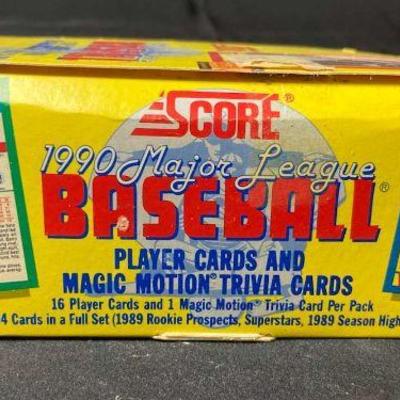 SCORE®
1990 Major League
BASEBALL®
PLAYER CARDS AND
MAGIC MOTION® TRIVIA CARDS
16 Player Cards and 1 Magic Motion® Trivia Card Per Pack
4 Cards in a Full Set (1989 Rookie Prospects, Superstars, 1989 Season High